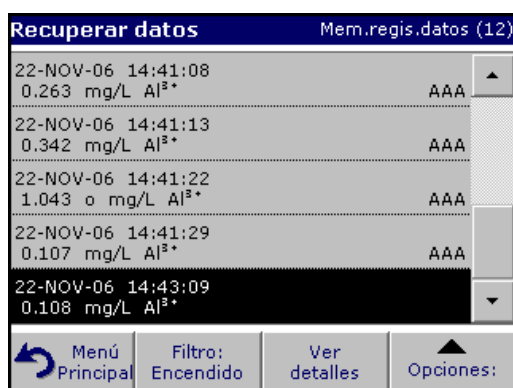 Recuperar datos Mem.regis.datos (12)
22-NOV-06 14:41:08
0.263 mg/L Al³⁺ AAA
22-NOV-06 14:41:13
0.342 mg/L Al³⁺ AAA
22-NOV-06 14:41:22
1.043 o mg/L Al³⁺ AAA
22-NOV-06 14:41:29
0.107 mg/L Al³⁺ AAA
22-NOV-06 14:43:09
0.108 mg/L Al³⁺
Menú Principal
Filtro: Encendido
Ver detalles
Opciones: